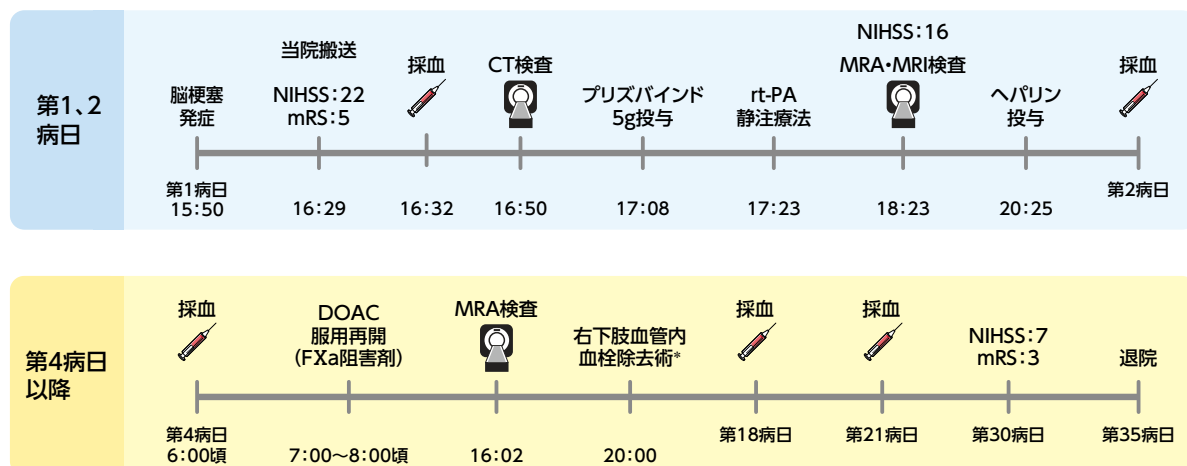 第1、2
病日
脳梗塞
発症
第1病日
15：50
当院搬送
NIHSS：22
mRS：5
16：29
採血
16：32
CT検査
16：50
プリズバインド
5g投与
17：08
rt-PA
静注療法
17：23
NIHSS：16
MRA・MRI検査
18：23
ヘパリン
投与
20：25
採血
第2病日
第4病日
以降
採血
第4病日
6：00頃
DOAC
服用再開
（FXa阻害剤）
7：00～8：00頃
MRA検査
16：02
右下肢血管内
血栓除去術*
20：00
採血
第18病日
採血
第21病日
NIHSS：7
mRS：3
第30病日
退院
第35病日